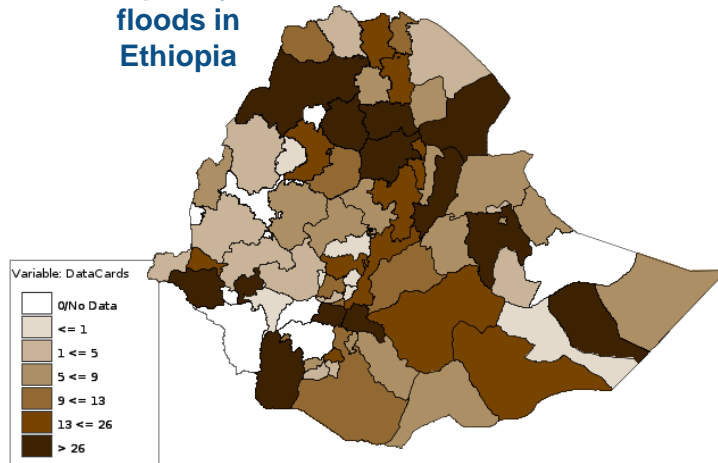 floods in
Ethiopia
Variable: DataCards
0/No Data
<= 1
1 <= 5
5 <= 9
9 <= 13
13 <= 26
> 26